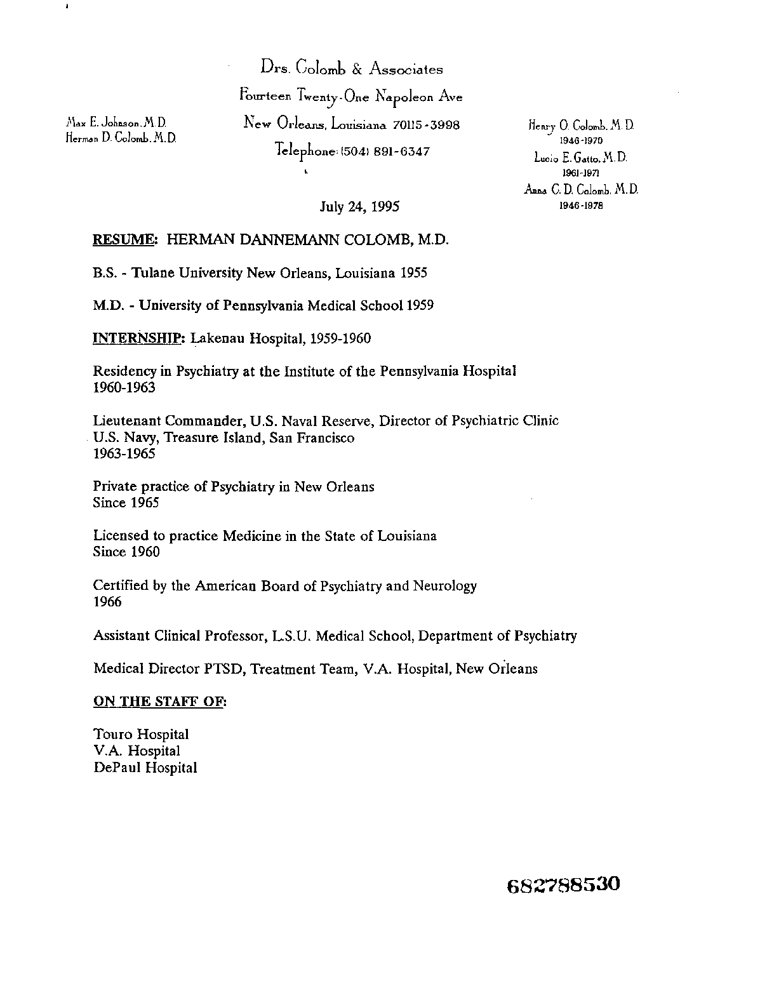 Drs. Colomb & Associates
Fourteen Twenty-One Napoleon Ave
New Orleans, Louisiana 70115-3998
Telephone: (504) 891-6347
Max E. Johnson, M.D.
Herman D. Colomb, M.D.
Henry O. Colomb, M.D.
1946-1970
Lucio E. Gatto, M.D.
1961-1971
Anna C. D. Colomb, M.D.
1946-1978
July 24, 1995
RESUME: HERMAN DANNEMANN COLOMB, M.D.
B.S. - Tulane University New Orleans, Louisiana 1955
M.D. - University of Pennsylvania Medical School 1959
INTERNSHIP: Lakenau Hospital, 1959-1960
Residency in Psychiatry at the Institute of the Pennsylvania Hospital
1960-1963
Lieutenant Commander, U.S. Naval Reserve, Director of Psychiatric Clinic
U.S. Navy, Treasure Island, San Francisco
1963-1965
Private practice of Psychiatry in New Orleans
Since 1965
Licensed to practice Medicine in the State of Louisiana
Since 1960
Certified by the American Board of Psychiatry and Neurology
1966
Assistant Clinical Professor, L.S.U. Medical School, Department of Psychiatry
Medical Director PTSD, Treatment Team, V.A. Hospital, New Orleans
ON THE STAFF OF:
Touro Hospital
V.A. Hospital
DePaul Hospital
682788530